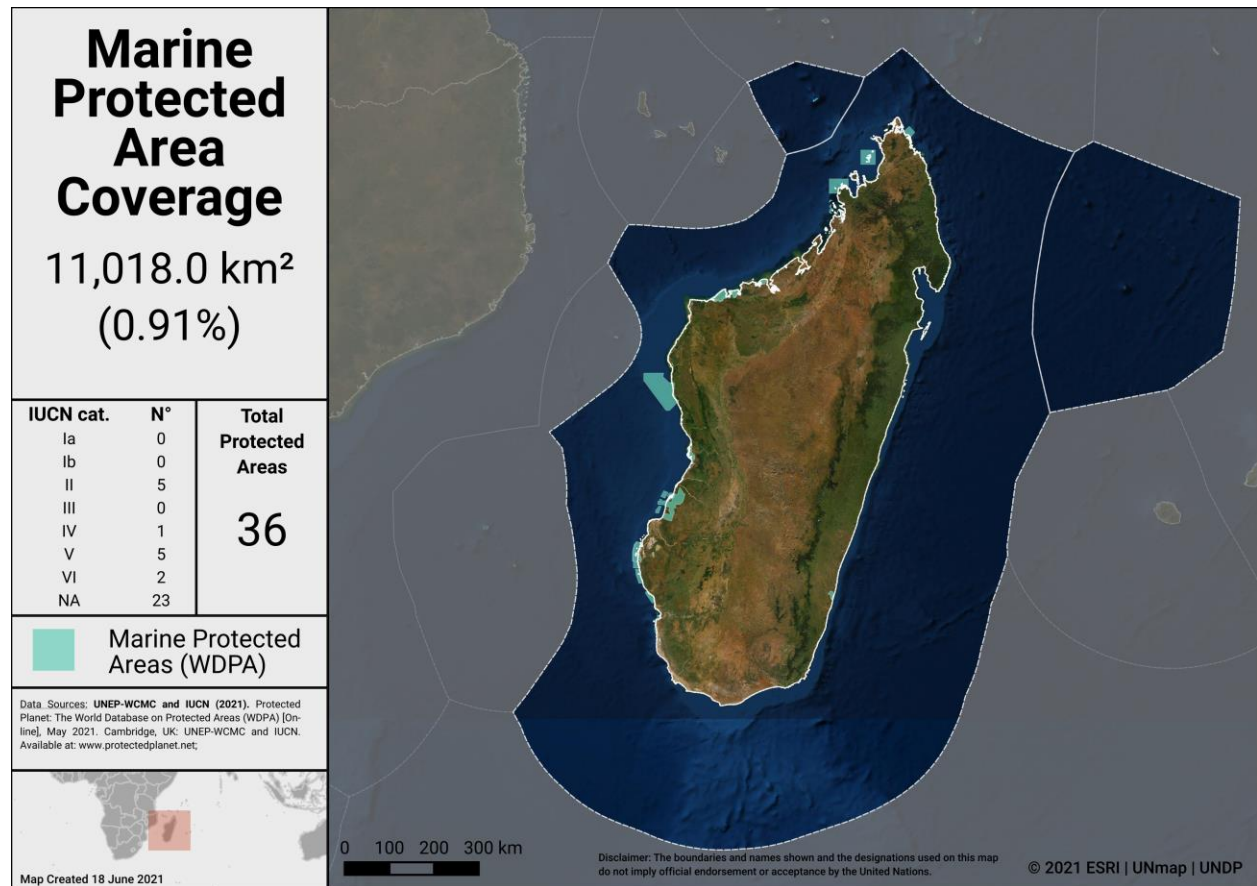 Marine
Protected
Area
Coverage
11,018.0 km²
(0.91%)
IUCN cat. N°
Ia 0
Ib 0
II 5
III 0
IV 1
V 5
VI 2
NA 23
Total
Protected
Areas
36
Marine Protected
Areas (WDPA)
Data Sources: UNEP-WCMC and IUCN (2021). Protected
Planet: The World Database on Protected Areas (WDPA) [On-
line], May 2021. Cambridge, UK: UNEP-WCMC and IUCN.
Available at: www.protectedplanet.net;
Map Created 18 June 2021
0 100 200 300 km
Disclaimer: The boundaries and names shown and the designations used on this map
do not imply official endorsement or acceptance by the United Nations.
© 2021 ESRI | UNmap | UNDP